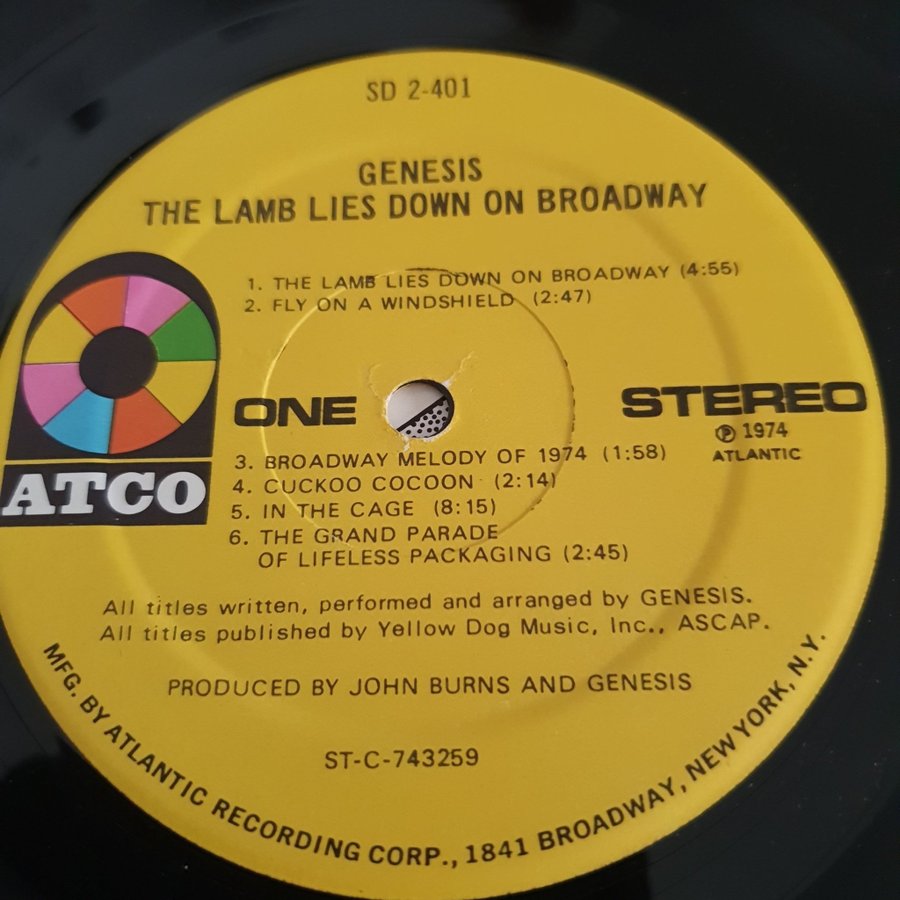 SD 2-401
GENESIS
THE LAMB LIES DOWN ON BROADWAY
1. THE LAMB LIES DOWN ON BROADWAY (4:55)
2. FLY ON A WINDSHIELD (2:47)
ONE
STEREO
℗ 1974
ATLANTIC
ATCO
3. BROADWAY MELODY OF 1974 (1:58)
4. CUCKOO COCOON (2:14)
5. IN THE CAGE (8:15)
6. THE GRAND PARADE
OF LIFELESS PACKAGING (2:45)
All titles written, performed and arranged by GENESIS.
All titles published by Yellow Dog Music, Inc., ASCAP.
PRODUCED BY JOHN BURNS AND GENESIS
ST-C-743259
MFG. BY ATLANTIC RECORDING CORP., 1841 BROADWAY, NEW YORK, N.Y.